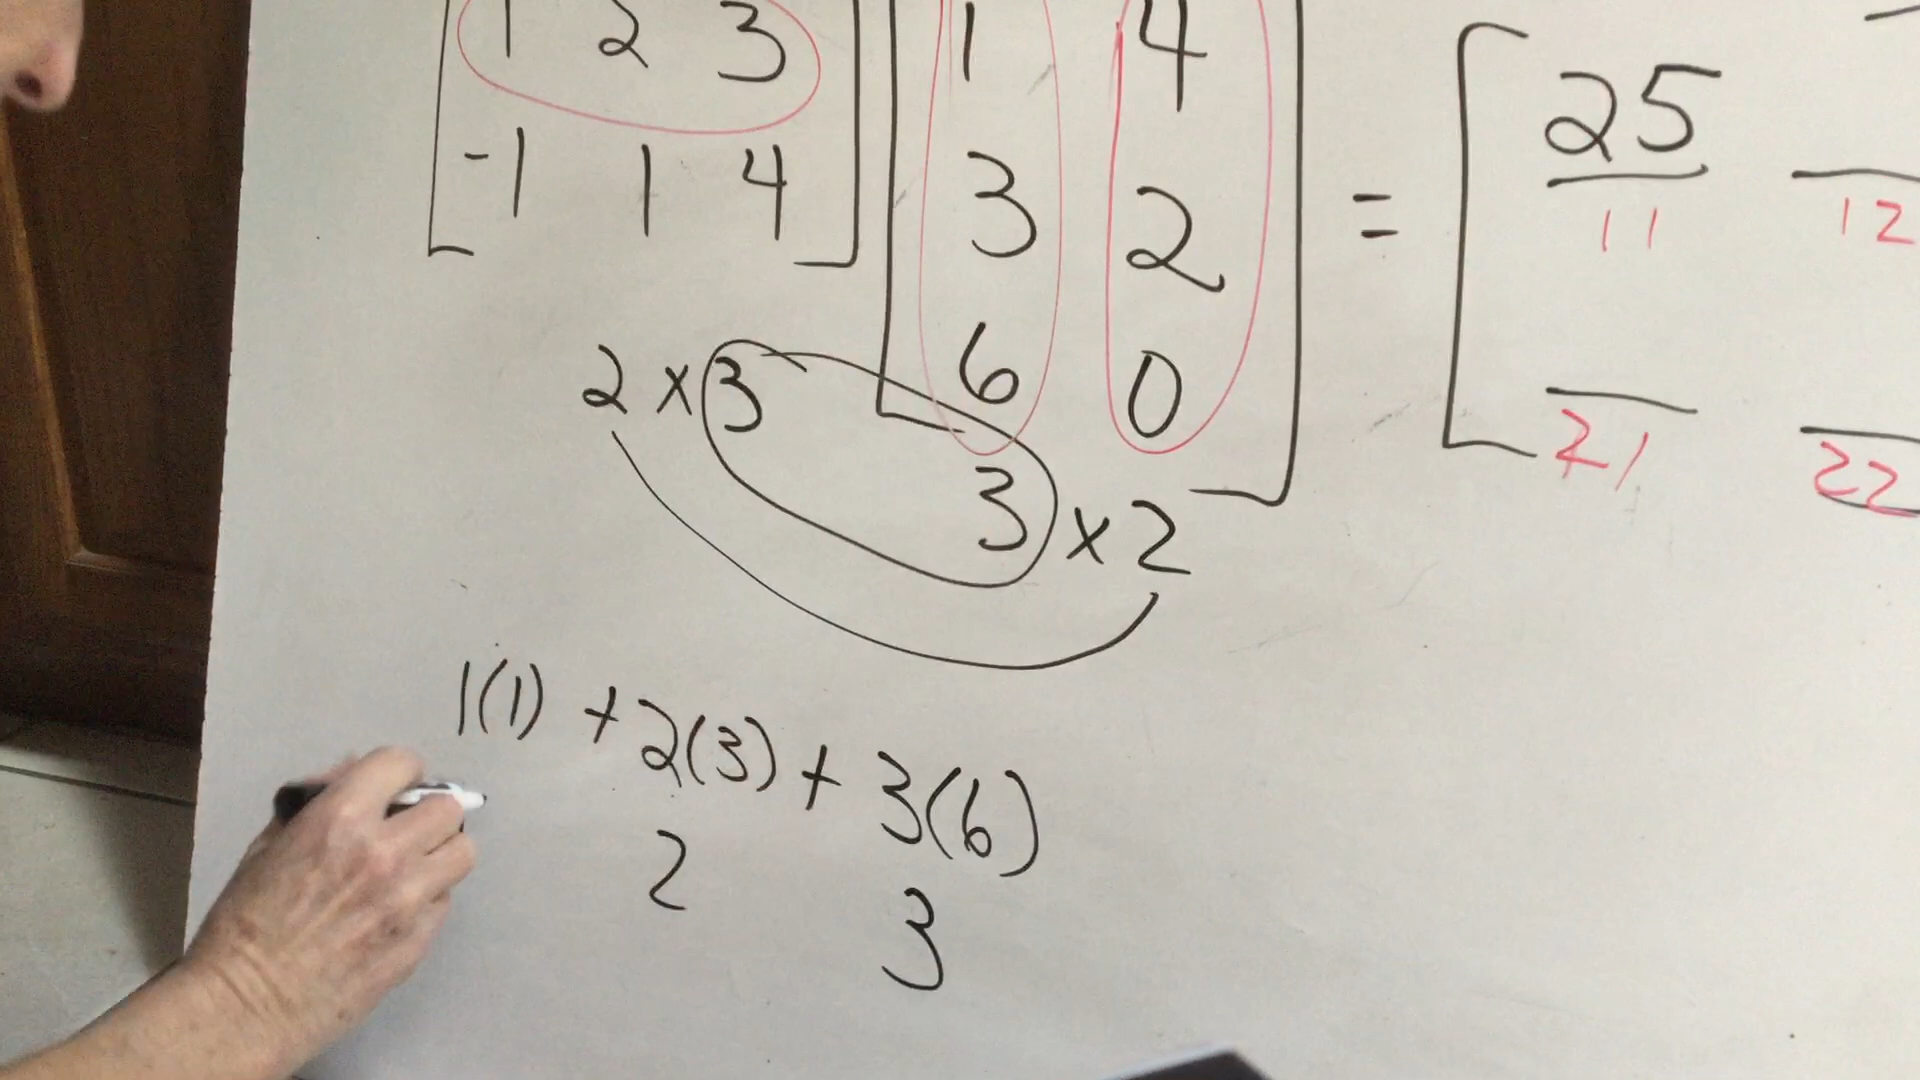 1 2 3 1 4 25
-1 1 4 3 2 = 11 12
6 0
2 x 3 21 22
3 x 2
1(1) + 2(3) + 3(6)
2 3